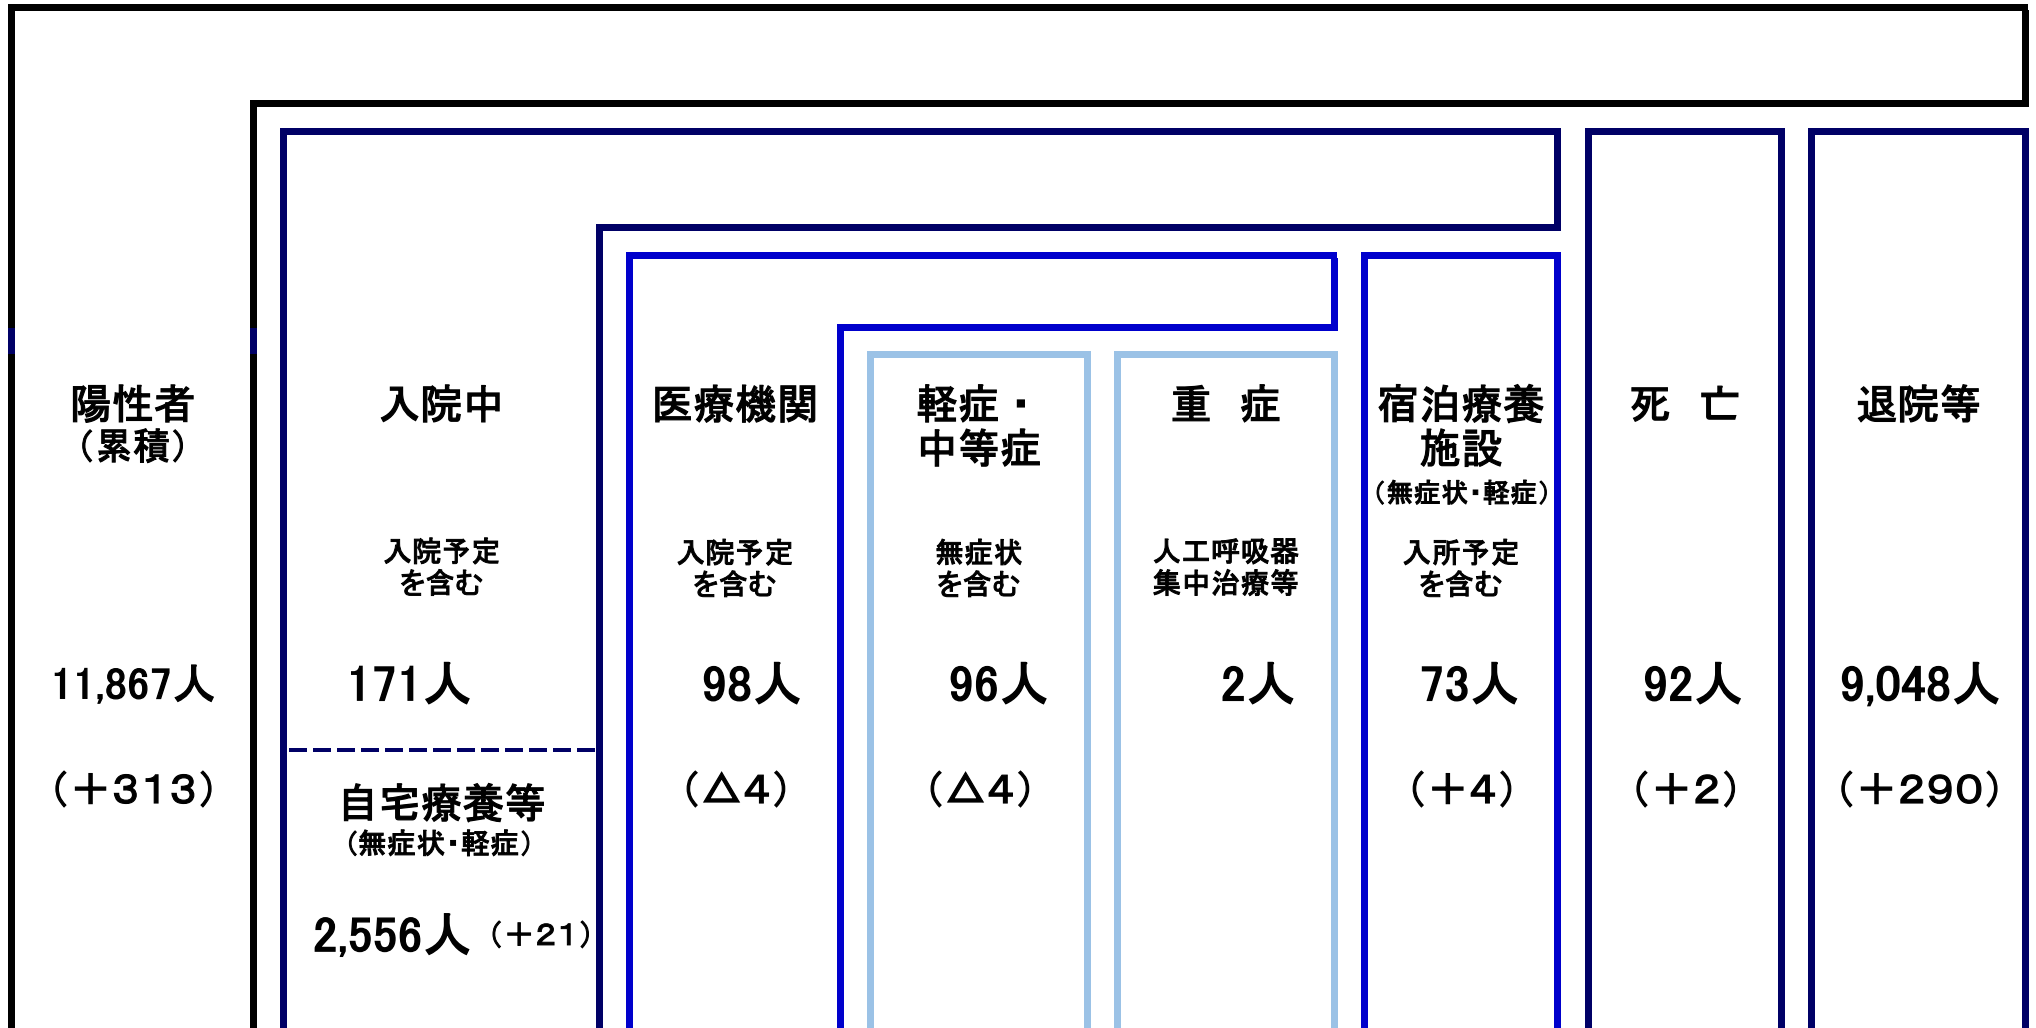 陽性者
（累積）
11,867人
（＋313）
入院中
入院予定
を含む
171人
自宅療養等
（無症状・軽症）
2,556人（＋21）
医療機関
入院予定
を含む
98人
（△4）
軽症・
中等症
無症状
を含む
96人
（△4）
重　症
人工呼吸器
集中治療等
2人
宿泊療養
施設
（無症状・軽症）
入所予定
を含む
73人
（＋4）
死　亡
92人
（＋2）
退院等
9,048人
（＋290）